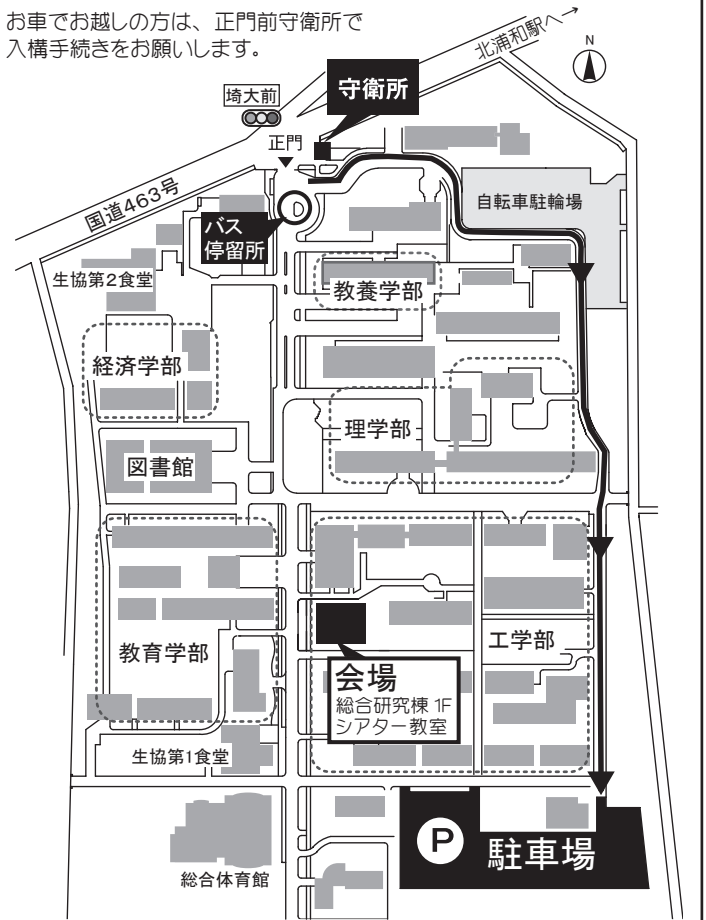 お車でお越しの方は、正門前守衛所で
入構手続きをお願いします。
北浦和駅へ→
N
埼大前
守衛所
正門
国道463号
バス
停留所
自転車駐輪場
生協第2食堂
教養学部
経済学部
理学部
図書館
教育学部
工学部
会場
総合研究棟 1F
シアター教室
生協第1食堂
P
駐車場
総合体育館